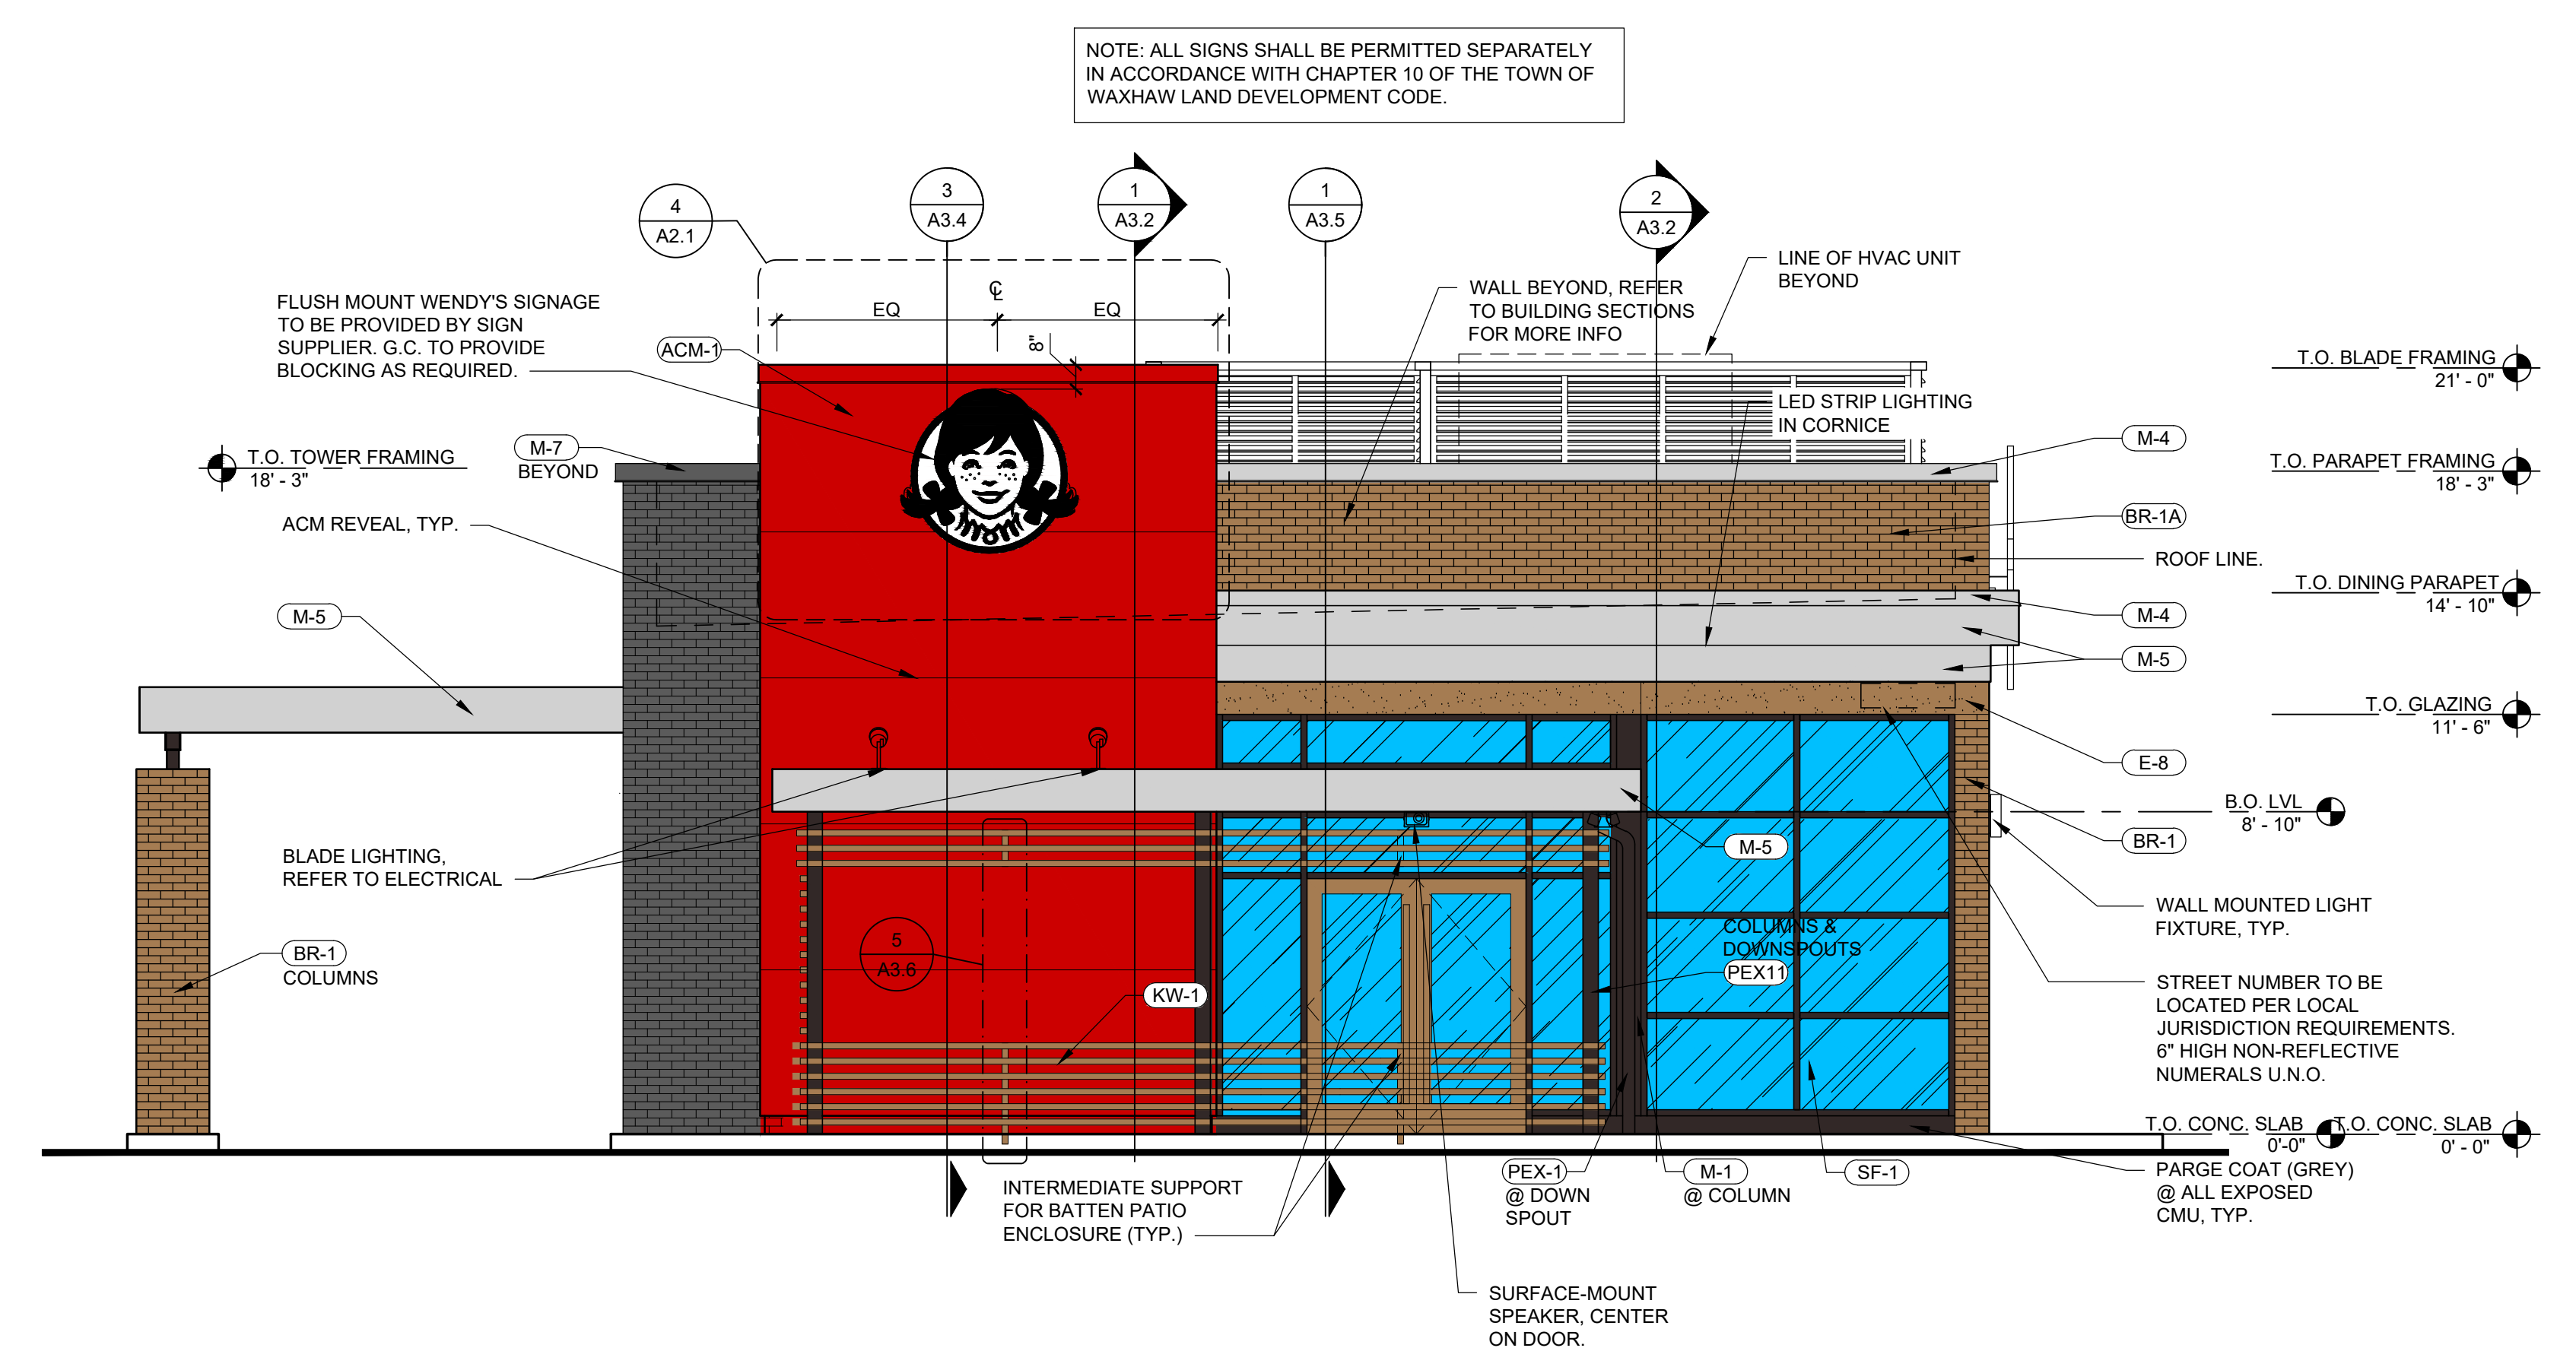 NOTE: ALL SIGNS SHALL BE PERMITTED SEPARATELY
IN ACCORDANCE WITH CHAPTER 10 OF THE TOWN OF
WAXHAW LAND DEVELOPMENT CODE.
4
A2.1
3
A3.4
1
A3.2
1
A3.5
2
A3.2
LINE OF HVAC UNIT
BEYOND
WALL BEYOND, REFER
TO BUILDING SECTIONS
FOR MORE INFO
FLUSH MOUNT WENDY'S SIGNAGE
TO BE PROVIDED BY SIGN
SUPPLIER. G.C. TO PROVIDE
BLOCKING AS REQUIRED.
ACM-1
EQ
EQ
8"
T.O. BLADE FRAMING
21' - 0"
LED STRIP LIGHTING
IN CORNICE
M-4
M-7
BEYOND
T.O. TOWER FRAMING
18' - 3"
T.O. PARAPET FRAMING
18' - 3"
BR-1A
ACM REVEAL, TYP.
ROOF LINE.
T.O. DINING PARAPET
14' - 10"
M-5
M-4
M-5
T.O. GLAZING
11' - 6"
E-8
B.O. LVL
8' - 10"
BR-1
M-5
BLADE LIGHTING,
REFER TO ELECTRICAL
WALL MOUNTED LIGHT
FIXTURE, TYP.
COLUMNS &
DOWNSPOUTS
PEX11
5
A3.6
BR-1
COLUMNS
KW-1
STREET NUMBER TO BE
LOCATED PER LOCAL
JURISDICTION REQUIREMENTS.
6" HIGH NON-REFLECTIVE
NUMERALS U.N.O.
T.O. CONC. SLAB
0'-0"
T.O. CONC. SLAB
0' - 0"
PARGE COAT (GREY)
@ ALL EXPOSED
CMU, TYP.
INTERMEDIATE SUPPORT
FOR BATTEN PATIO
ENCLOSURE (TYP.)
PEX-1
@ DOWN
SPOUT
M-1
@ COLUMN
SF-1
SURFACE-MOUNT
SPEAKER, CENTER
ON DOOR.